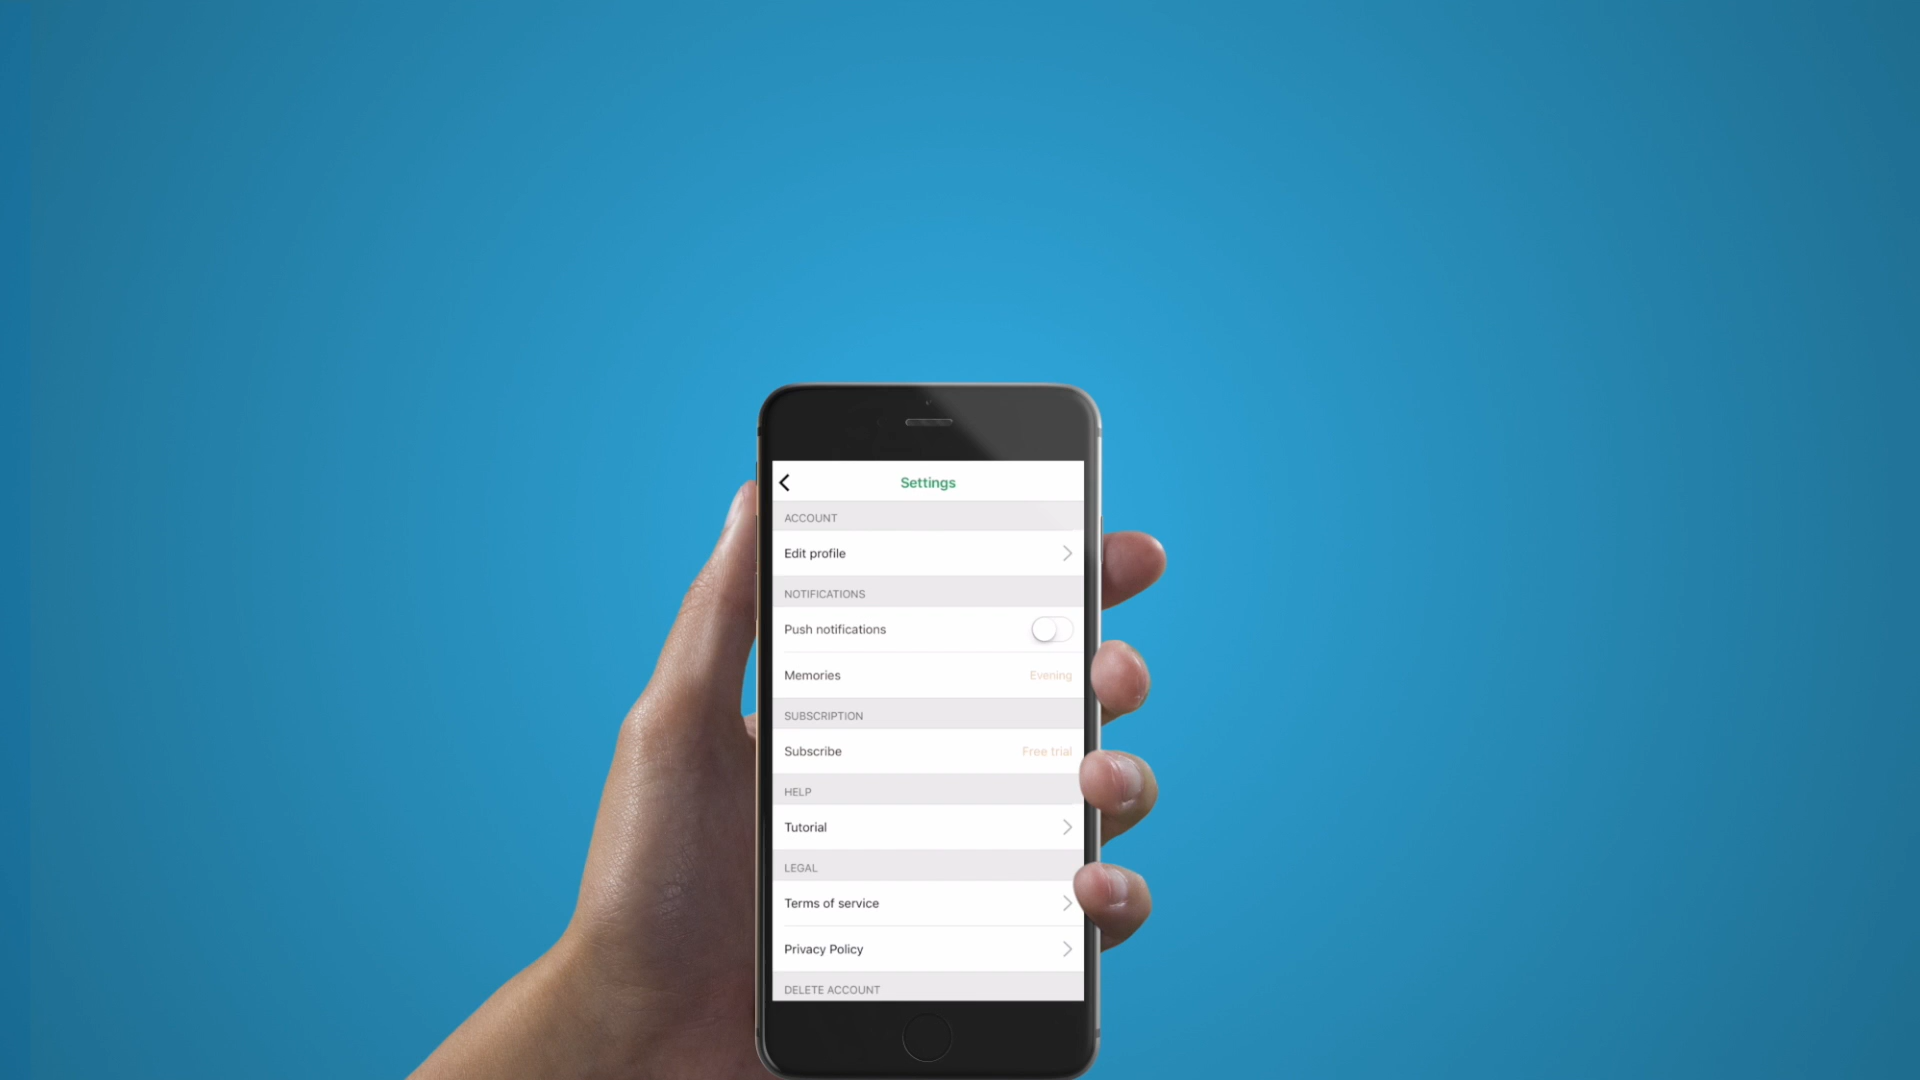 Settings
ACCOUNT
Edit profile
NOTIFICATIONS
Push notifications
Memories Evening
SUBSCRIPTION
Subscribe Free trial
HELP
Tutorial
LEGAL
Terms of service
Privacy Policy
DELETE ACCOUNT